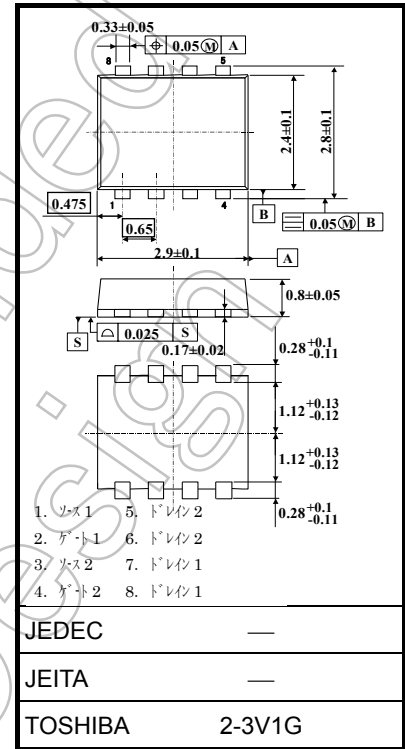 0.33±0.05
⌖ 0.05Ⓜ A
8 5
2.4±0.1
2.8±0.1
0.475
1 4
B
⌯ 0.05Ⓜ B
0.65
2.9±0.1
A
0.8±0.05
S
⌓ 0.025 S
0.17±0.02
0.28 +0.1 -0.11
1.12 +0.13 -0.12
1.12 +0.13 -0.12
0.28 +0.1 -0.11
1. ソース 1 5. ドレイン 2
2. ゲート 1 6. ドレイン 2
3. ソース 2 7. ドレイン 1
4. ゲート 2 8. ドレイン 1
JEDEC —
JEITA —
TOSHIBA 2-3V1G